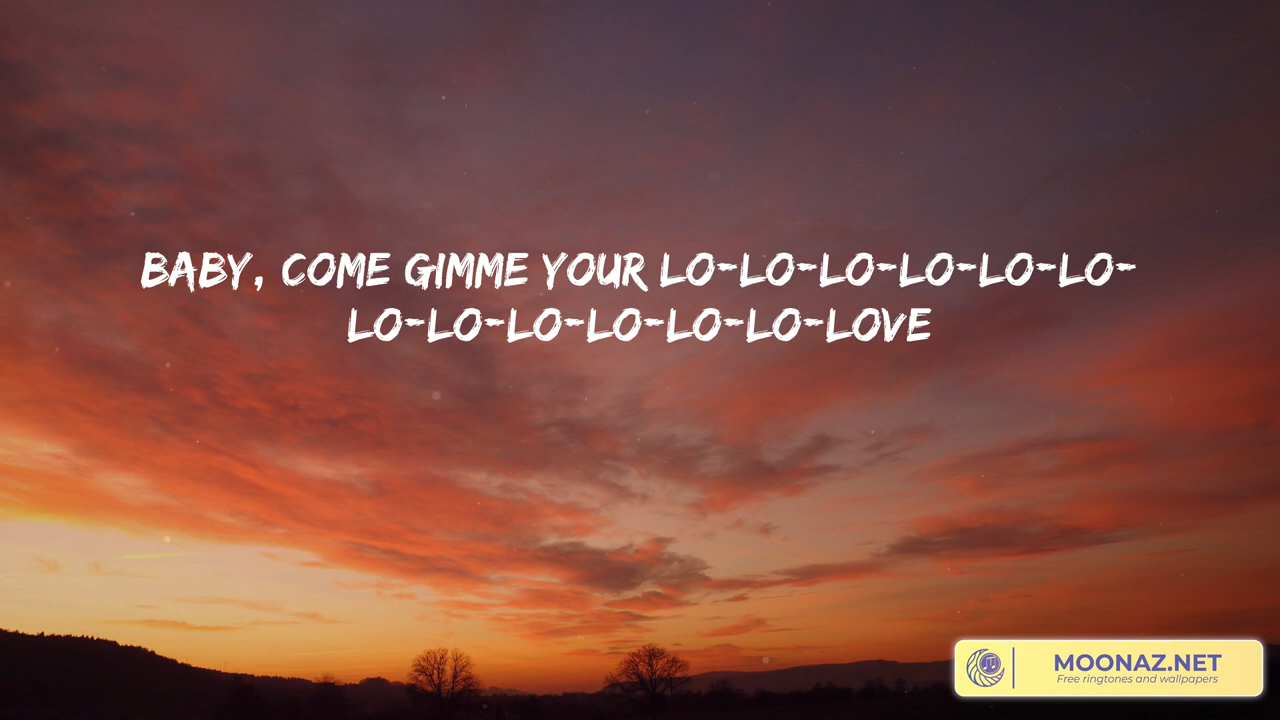 BABY, COME GIMME YOUR LO-LO-LO-LO-LO-LO-
LO-LO-LO-LO-LO-LO-LOVE
MOONAZ.NET
Free ringtones and wallpapers